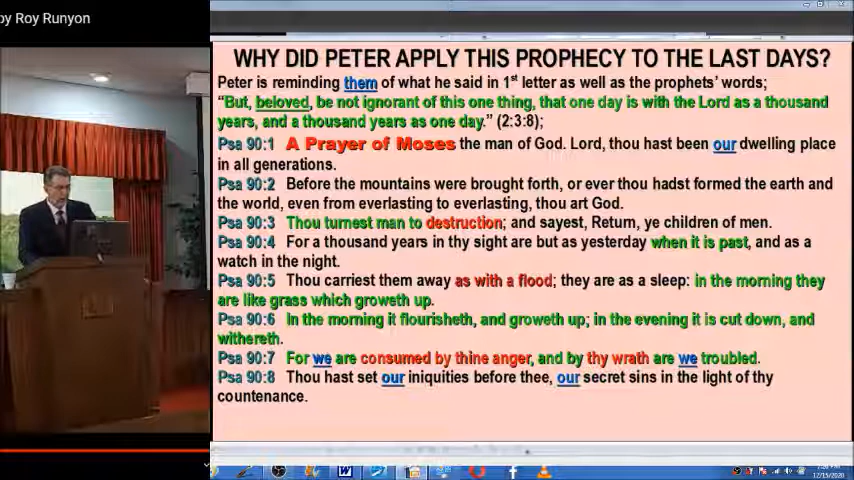 by Roy Runyon
WHY DID PETER APPLY THIS PROPHECY TO THE LAST DAYS?
Peter is reminding them of what he said in 1st letter as well as the prophets' words;
"But, beloved, be not ignorant of this one thing, that one day is with the Lord as a thousand
years, and a thousand years as one day." (2:3:8);
Psa 90:1 A Prayer of Moses the man of God. Lord, thou hast been our dwelling place
in all generations.
Psa 90:2 Before the mountains were brought forth, or ever thou hadst formed the earth and
the world, even from everlasting to everlasting, thou art God.
Psa 90:3 Thou turnest man to destruction; and sayest, Return, ye children of men.
Psa 90:4 For a thousand years in thy sight are but as yesterday when it is past, and as a
watch in the night.
Psa 90:5 Thou carriest them away as with a flood; they are as a sleep: in the morning they
are like grass which groweth up.
Psa 90:6 In the morning it flourisheth, and groweth up; in the evening it is cut down, and
withereth.
Psa 90:7 For we are consumed by thine anger, and by thy wrath are we troubled.
Psa 90:8 Thou hast set our iniquities before thee, our secret sins in the light of thy
countenance.
12/15/2020